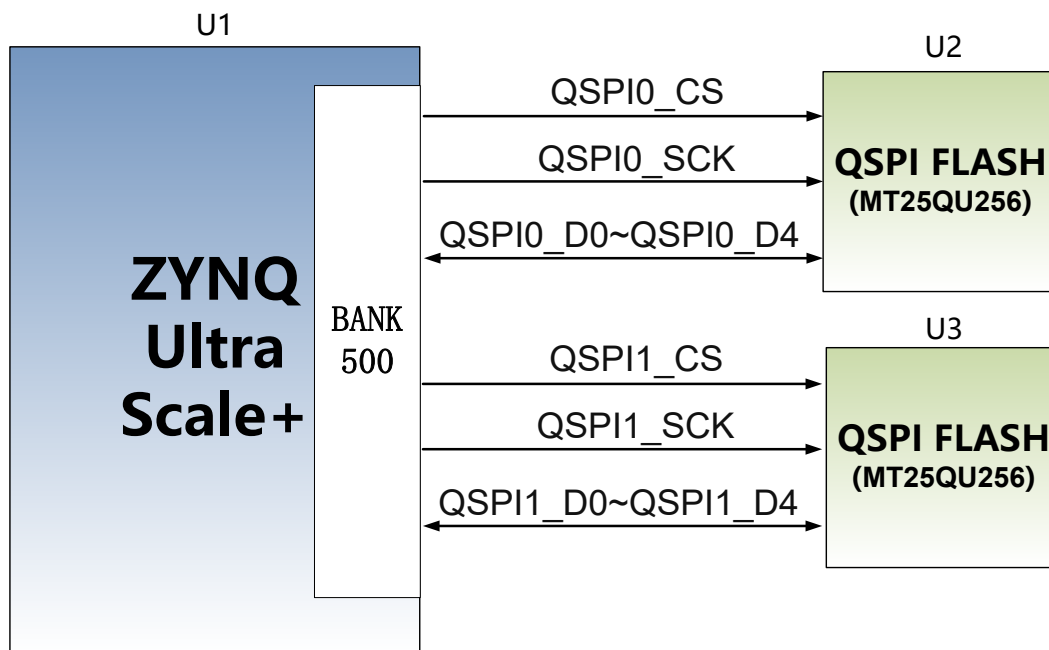 U1
ZYNQ
Ultra
Scale+
BANK
500
QSPI0_CS
QSPI0_SCK
QSPI0_D0~QSPI0_D4
U2
QSPI FLASH
(MT25QU256)
QSPI1_CS
QSPI1_SCK
QSPI1_D0~QSPI1_D4
U3
QSPI FLASH
(MT25QU256)